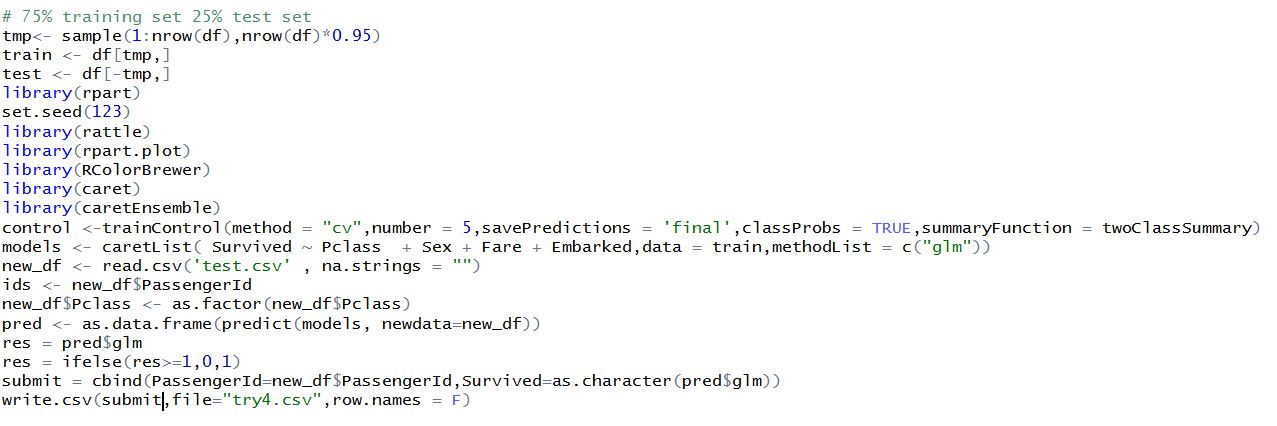 # 75% training set 25% test set
tmp<- sample(1:nrow(df),nrow(df)*0.95)
train <- df[tmp,]
test <- df[-tmp,]
library(rpart)
set.seed(123)
library(rattle)
library(rpart.plot)
library(RColorBrewer)
library(caret)
library(caretEnsemble)
control <-trainControl(method = "cv",number = 5,savePredictions = 'final',classProbs = TRUE,summaryFunction = twoClassSummary)
models <- caretList( Survived ~ Pclass  + Sex + Fare + Embarked,data = train,methodList = c("glm"))
new_df <- read.csv('test.csv' , na.strings = "")
ids <- new_df$PassengerId
new_df$Pclass <- as.factor(new_df$Pclass)
pred <- as.data.frame(predict(models, newdata=new_df))
res = pred$glm
res = ifelse(res>=1,0,1)
submit = cbind(PassengerId=new_df$PassengerId,Survived=as.character(pred$glm))
write.csv(submit,file="try4.csv",row.names = F)